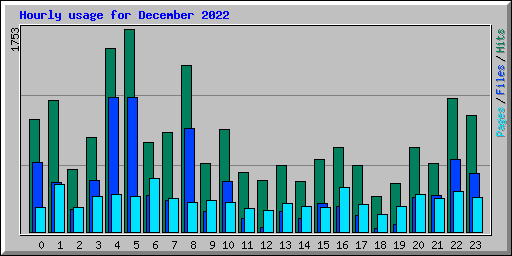 Hourly usage for December 2022
1753
Pages/Files/Hits
0 1 2 3 4 5 6 7 8 9 10 11 12 13 14 15 16 17 18 19 20 21 22 23